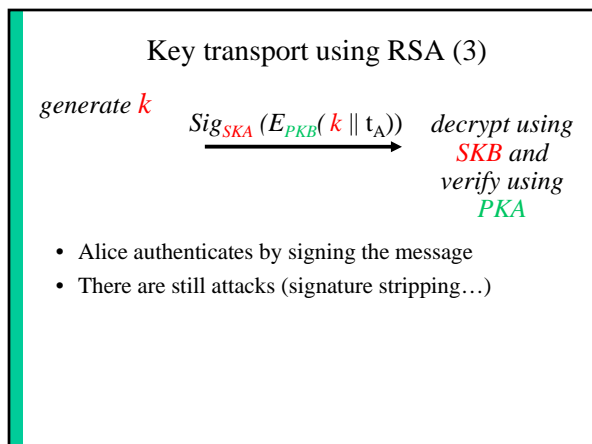 Key transport using RSA (3)
generate k
Sig_SKA (E_PKB( k || t_A))
decrypt using
SKB and
verify using
PKA
• Alice authenticates by signing the message
• There are still attacks (signature stripping…)